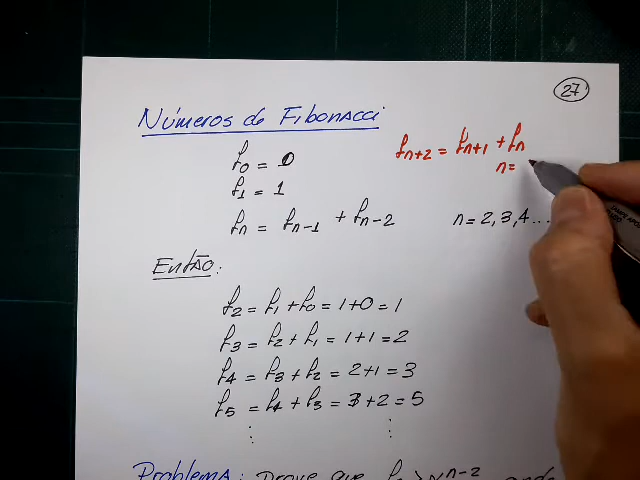 27
Números de Fibonacci
f0 = 0
fn+2 = fn+1 + fn
n =
f1 = 1
fn = fn-1 + fn-2 n = 2, 3, 4 ...
Então:
f2 = f1 + f0 = 1+0 = 1
f3 = f2 + f1 = 1+1 = 2
f4 = f3 + f2 = 2+1 = 3
f5 = f4 + f3 = 3+2 = 5
⋮ ⋮
Problema: Prove que